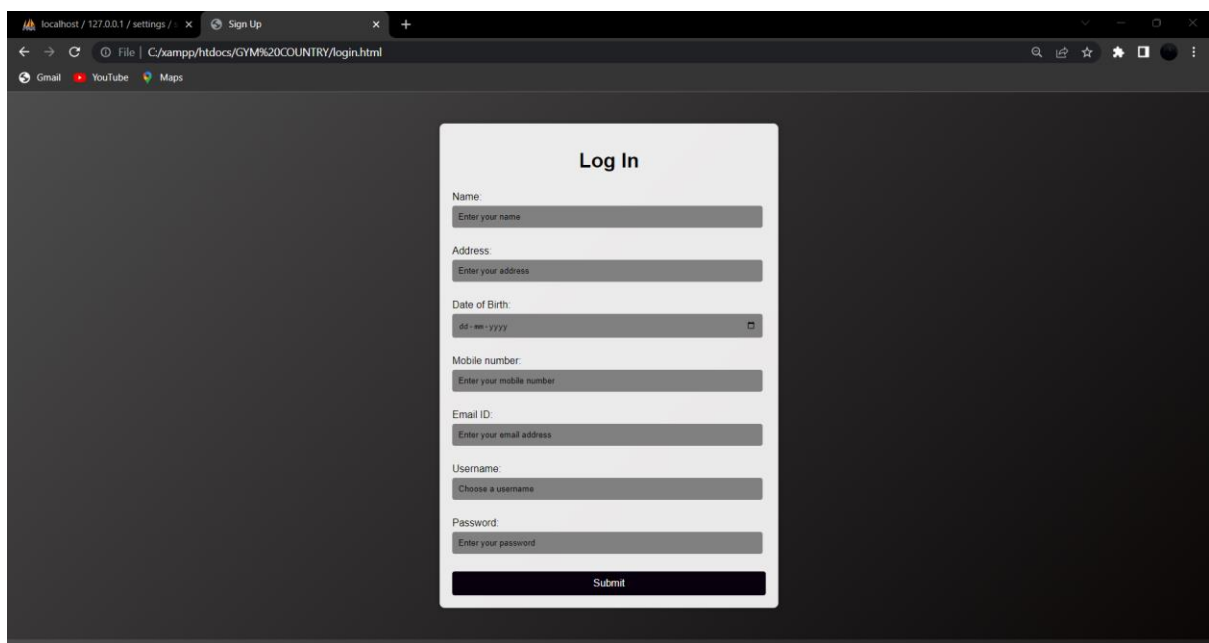 localhost / 127.0.0.1 / settings /
Sign Up
File | C:/xampp/htdocs/GYM%20COUNTRY/login.html
Gmail YouTube Maps
Log In
Name:
Enter your name
Address:
Enter your address
Date of Birth:
dd-mm-yyyy
Mobile number:
Enter your mobile number
Email ID:
Enter your email address
Username:
Choose a username
Password:
Enter your password
Submit